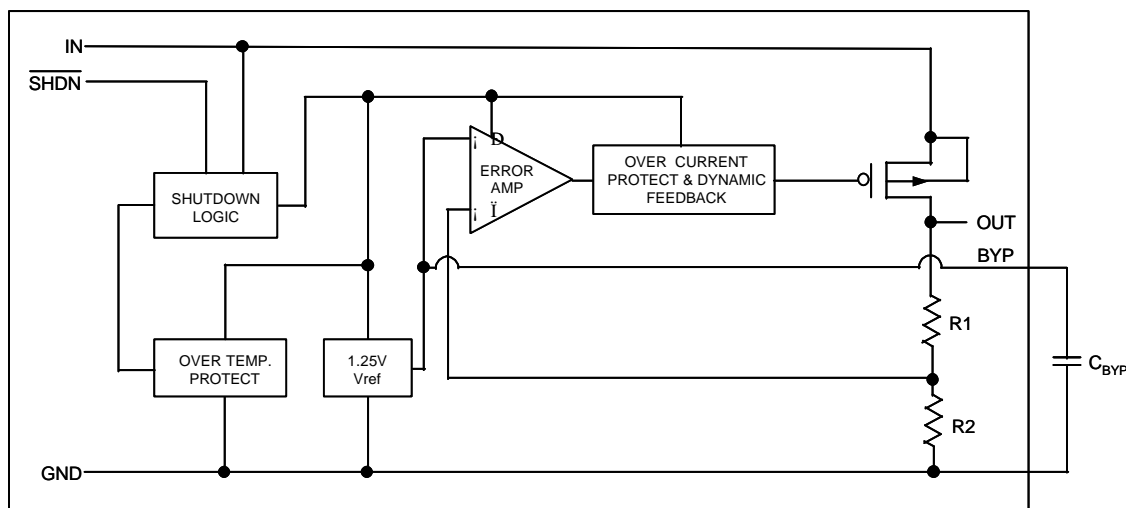 IN
SHDN
¡ D
ERROR
AMP
¡ Ï
OVER CURRENT
PROTECT & DYNAMIC
FEEDBACK
SHUTDOWN
LOGIC
OUT
BYP
R1
OVER TEMP.
PROTECT
1.25V
Vref
CBYP
R2
GND